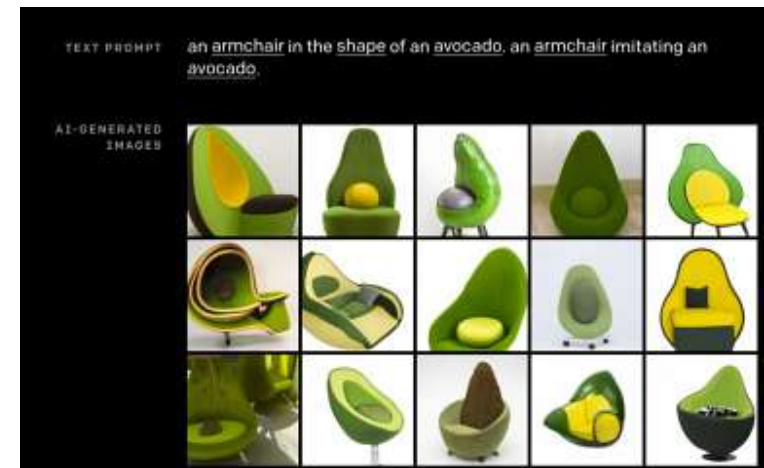 TEXT PROMPT
an armchair in the shape of an avocado. an armchair imitating an
avocado.
AI-GENERATED
IMAGES